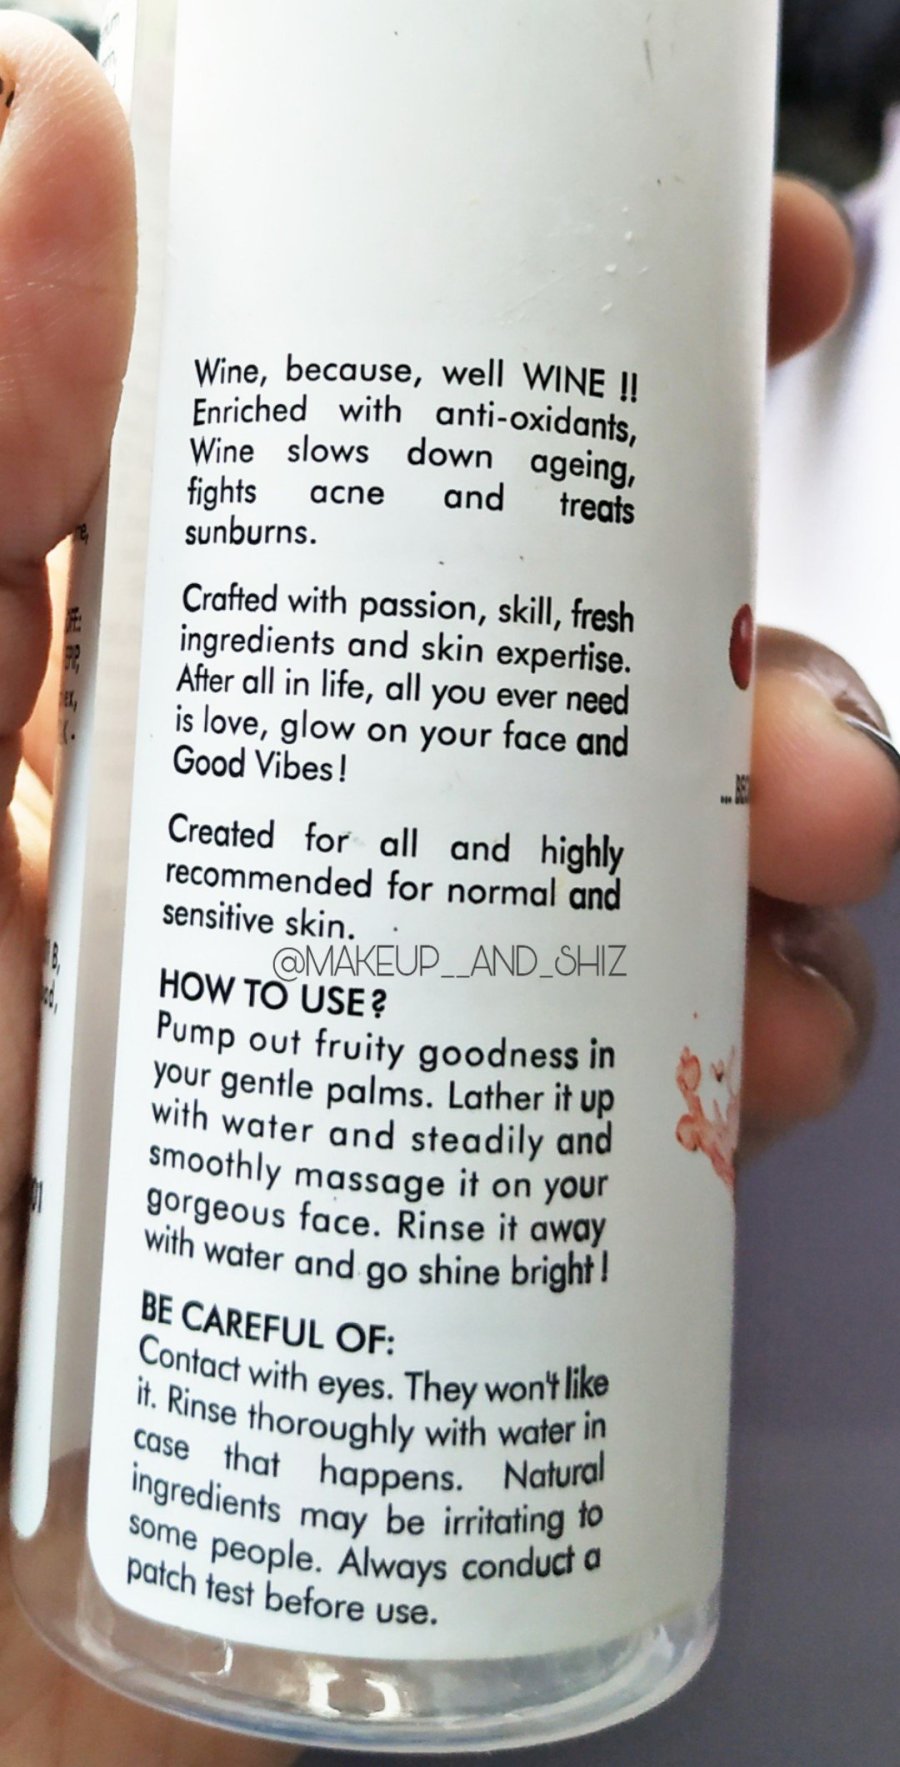 Wine, because, well WINE !!
Enriched with anti-oxidants,
Wine slows down ageing,
fights acne and treats
sunburns.
Crafted with passion, skill, fresh
ingredients and skin expertise.
After all in life, all you ever need
is love, glow on your face and
Good Vibes!
Created for all and highly
recommended for normal and
sensitive skin.
@MAKEUP__AND_SHIZ
HOW TO USE?
Pump out fruity goodness in
your gentle palms. Lather it up
with water and steadily and
smoothly massage it on your
gorgeous face. Rinse it away
with water and go shine bright!
BE CAREFUL OF:
Contact with eyes. They won't like
it. Rinse thoroughly with water in
case that happens. Natural
ingredients may be irritating to
some people. Always conduct a
patch test before use.